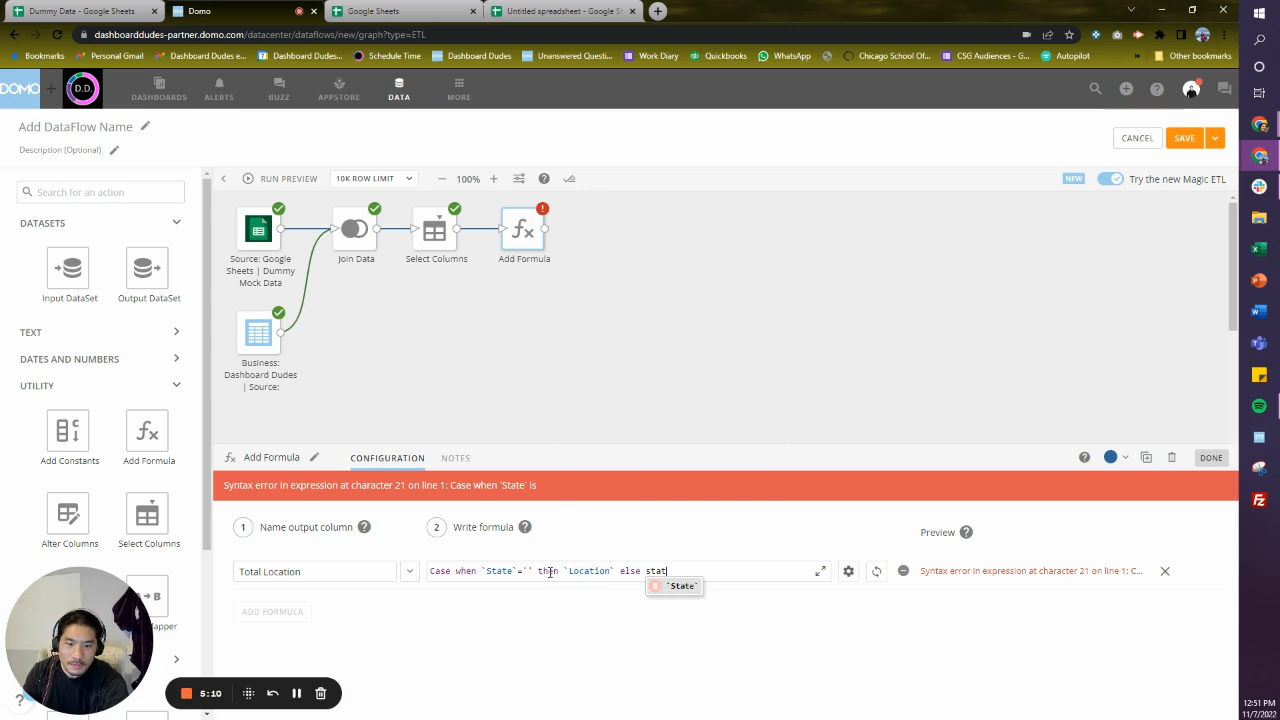 Dummy Data - Google Sheets
Domo
Google Sheets
Untitled spreadsheet - Google Sh
dashboarddudes-partner.domo.com/datacenter/dataflows/new/graph?type=ETL
Bookmarks
Personal Gmail
Dashboard Dudes e...
Dashboard Dudes:...
Work Diary
Dashboard Dudes
Unanswered Questi...
Work Diary
Quickbooks
WhatsApp
Chicago School of...
CSG Audiences - G...
Autopilot
Other bookmarks
DOMO
D.D.
DASHBOARDS
ALERTS
BUZZ
APPSTORE
DATA
MORE
Add DataFlow Name
Description (Optional)
CANCEL
SAVE
Search for an action
RUN PREVIEW
10K ROW LIMIT
100%
NEW
Try the new Magic ETL
DATASETS
Input DataSet
Output DataSet
TEXT
DATES AND NUMBERS
UTILITY
Add Constants
Add Formula
Alter Columns
Select Columns
A→B
apper
Source: Google
Sheets | Dummy
Mock Data
Join Data
Select Columns
Add Formula
Business:
Dashboard Dudes
| Source:
Add Formula
CONFIGURATION
NOTES
DONE
Syntax error in expression at character 21 on line 1: Case when `State` is
1 Name output column
2 Write formula
Preview
Total Location
Case when `State`='' then `Location` else stat
Syntax error in expression at character 21 on line 1: C...
`State`
ADD FORMULA
5:10
12:51 PM
11/7/2022